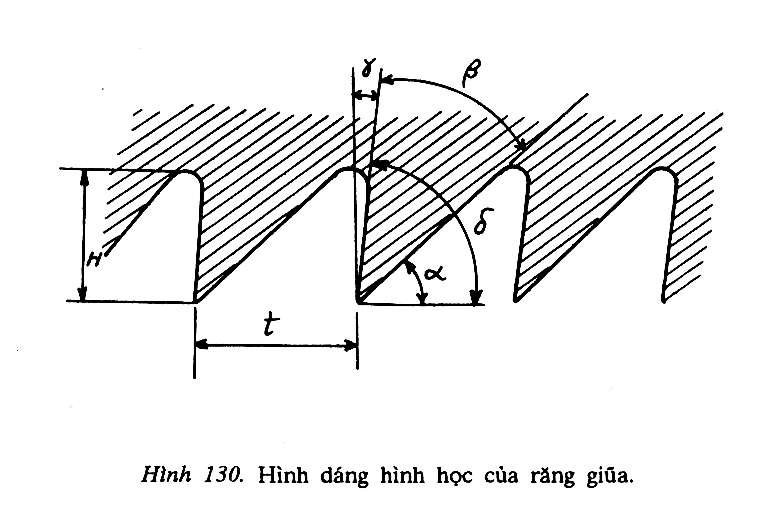 γ
β
δ
H
α
t
Hình 130. Hình dáng hình học của răng giũa.